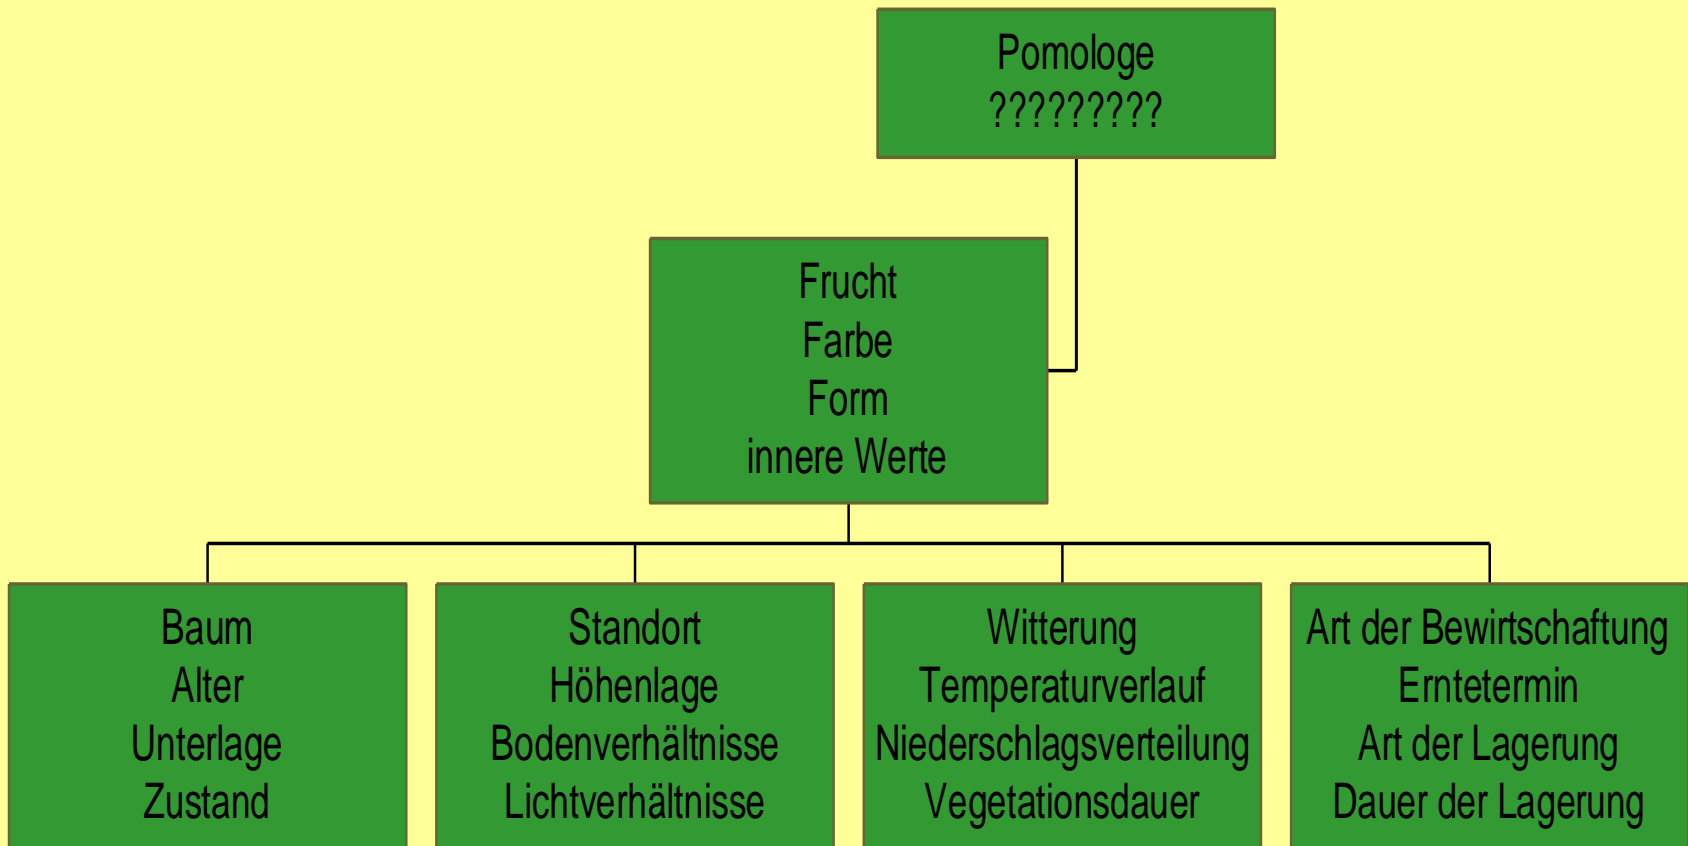 Pomologe
?????????
Frucht
Farbe
Form
innere Werte
Baum
Alter
Unterlage
Zustand
Standort
Höhenlage
Bodenverhältnisse
Lichtverhältnisse
Witterung
Temperaturverlauf
Niederschlagsverteilung
Vegetationsdauer
Art der Bewirtschaftung
Erntetermin
Art der Lagerung
Dauer der Lagerung